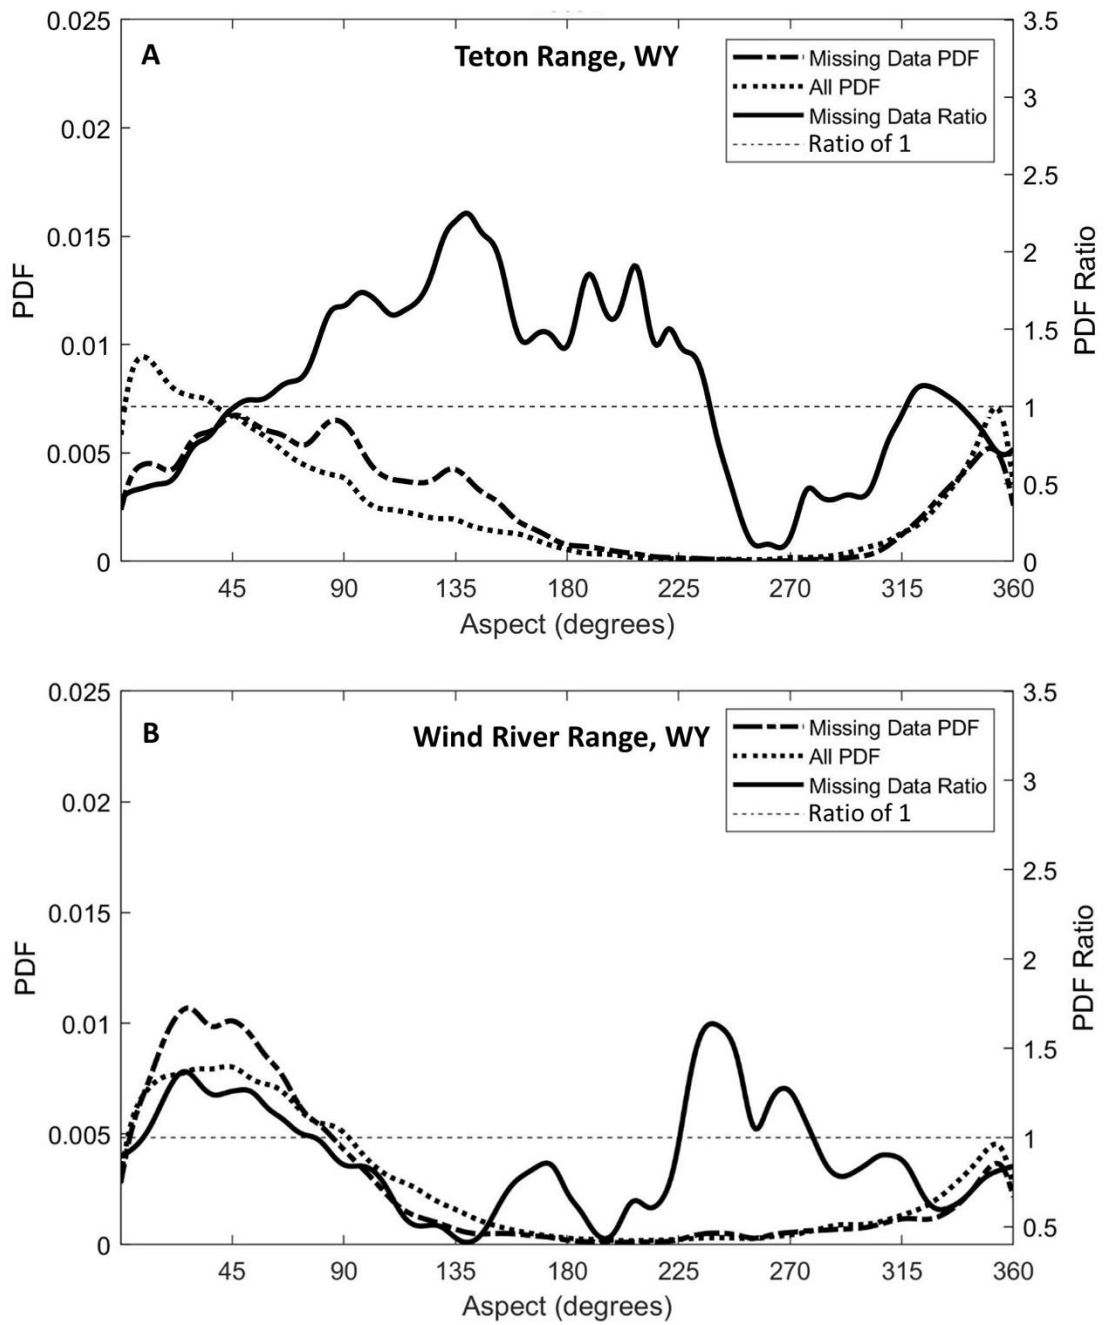 A
Teton Range, WY
Missing Data PDF
All PDF
Missing Data Ratio
Ratio of 1
0.025
0.02
0.015
0.01
0.005
0
PDF
3.5
3
2.5
2
1.5
1
0.5
0
PDF Ratio
45 90 135 180 225 270 315 360
Aspect (degrees)
B
Wind River Range, WY
Missing Data PDF
All PDF
Missing Data Ratio
Ratio of 1
0.025
0.02
0.015
0.01
0.005
0
PDF
3.5
3
2.5
2
1.5
1
0.5
PDF Ratio
45 90 135 180 225 270 315 360
Aspect (degrees)